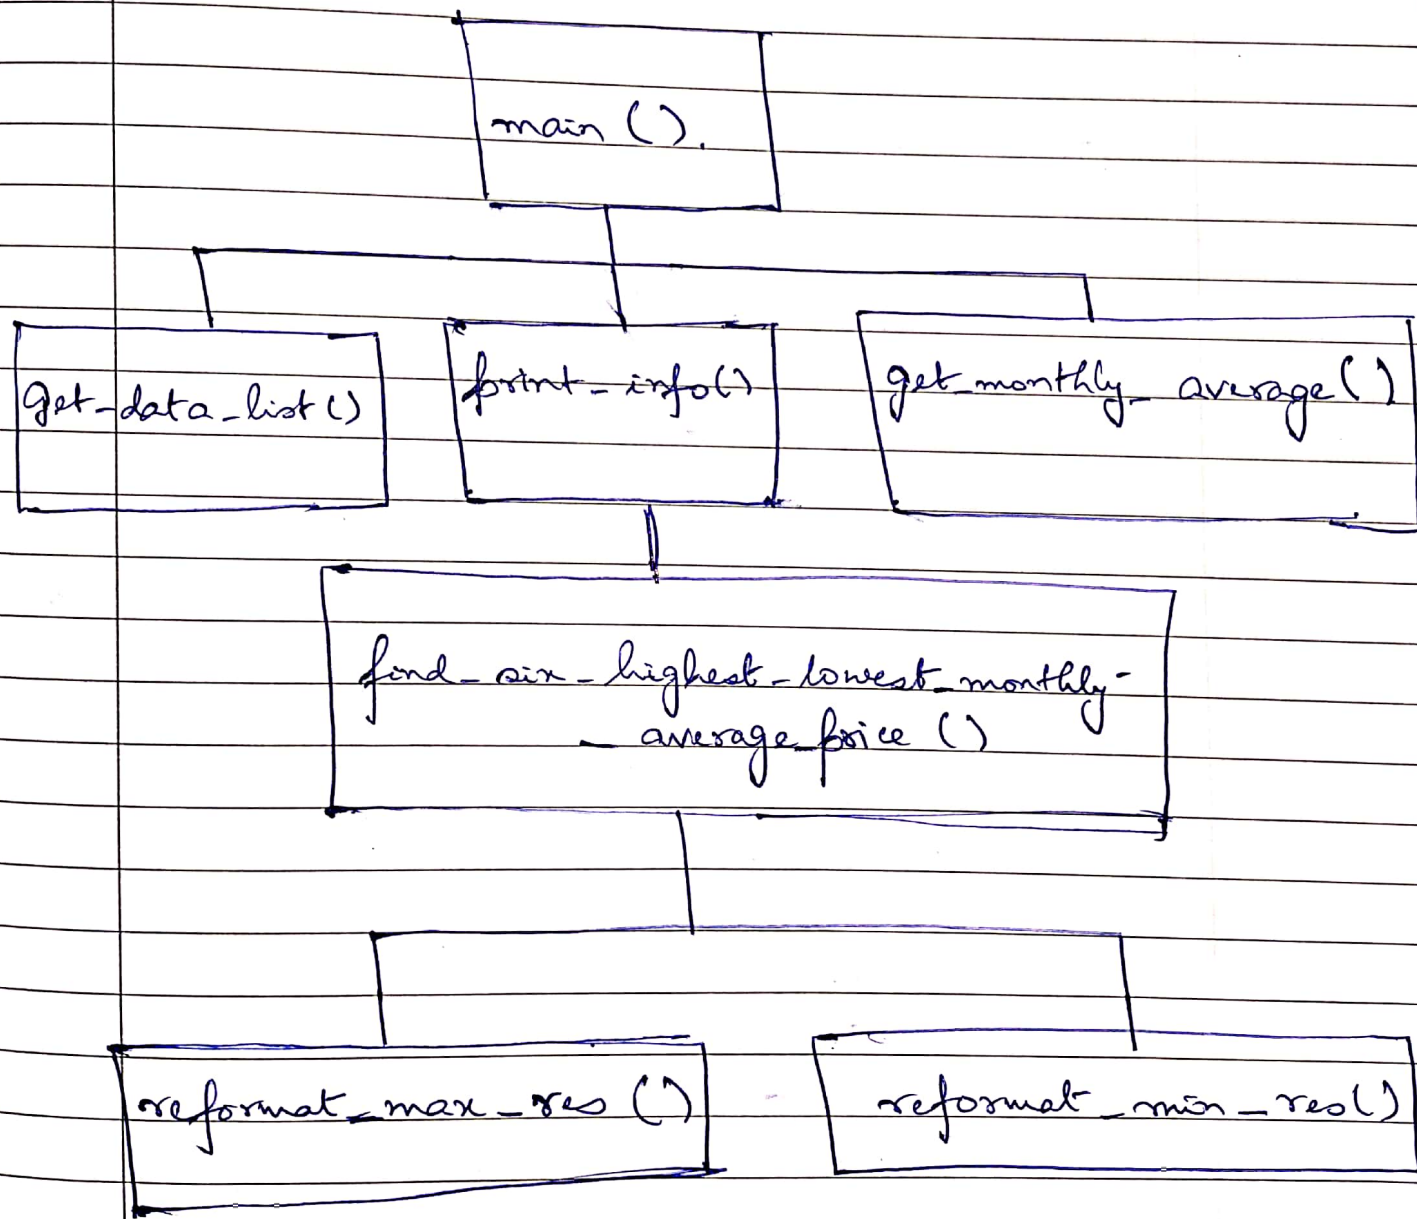 main ().
get_data_list()
print_info()
get_monthly_average()
find_six_highest_lowest_monthly-
_average_price ()
reformat_max_res ()
reformat_min_res()